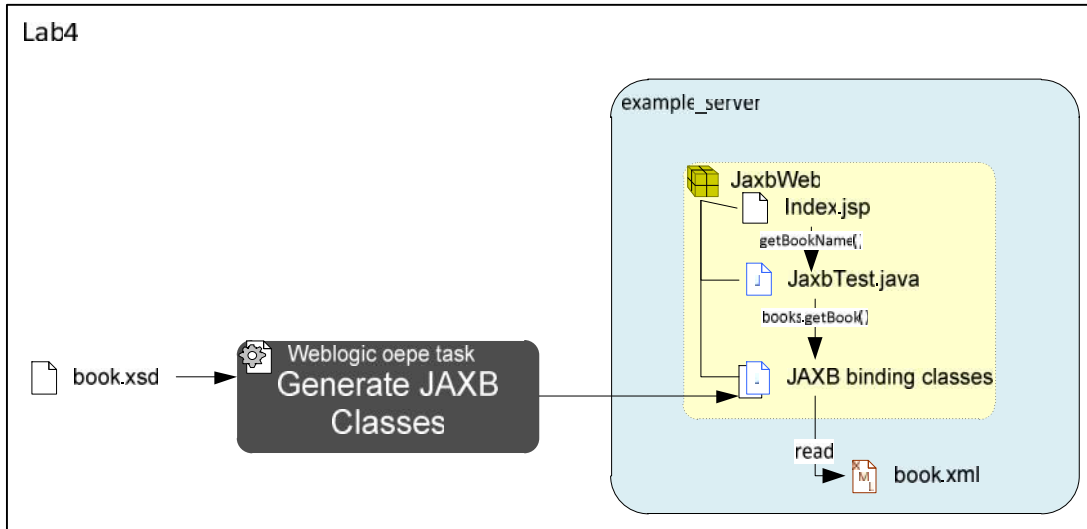 Lab4
example_server
JaxbWeb
Index.jsp
getBookName()
JaxbTest.java
books.getBook()
book.xsd
Weblogic oepe task
Generate JAXB
Classes
JAXB binding classes
read
book.xml